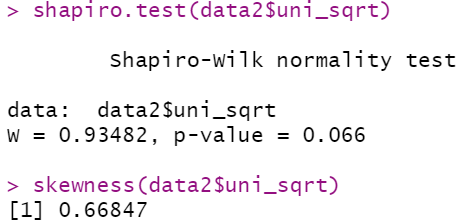 > shapiro.test(data2$uni_sqrt)
Shapiro-Wilk normality test
data:  data2$uni_sqrt
W = 0.93482, p-value = 0.066
> skewness(data2$uni_sqrt)
[1] 0.66847